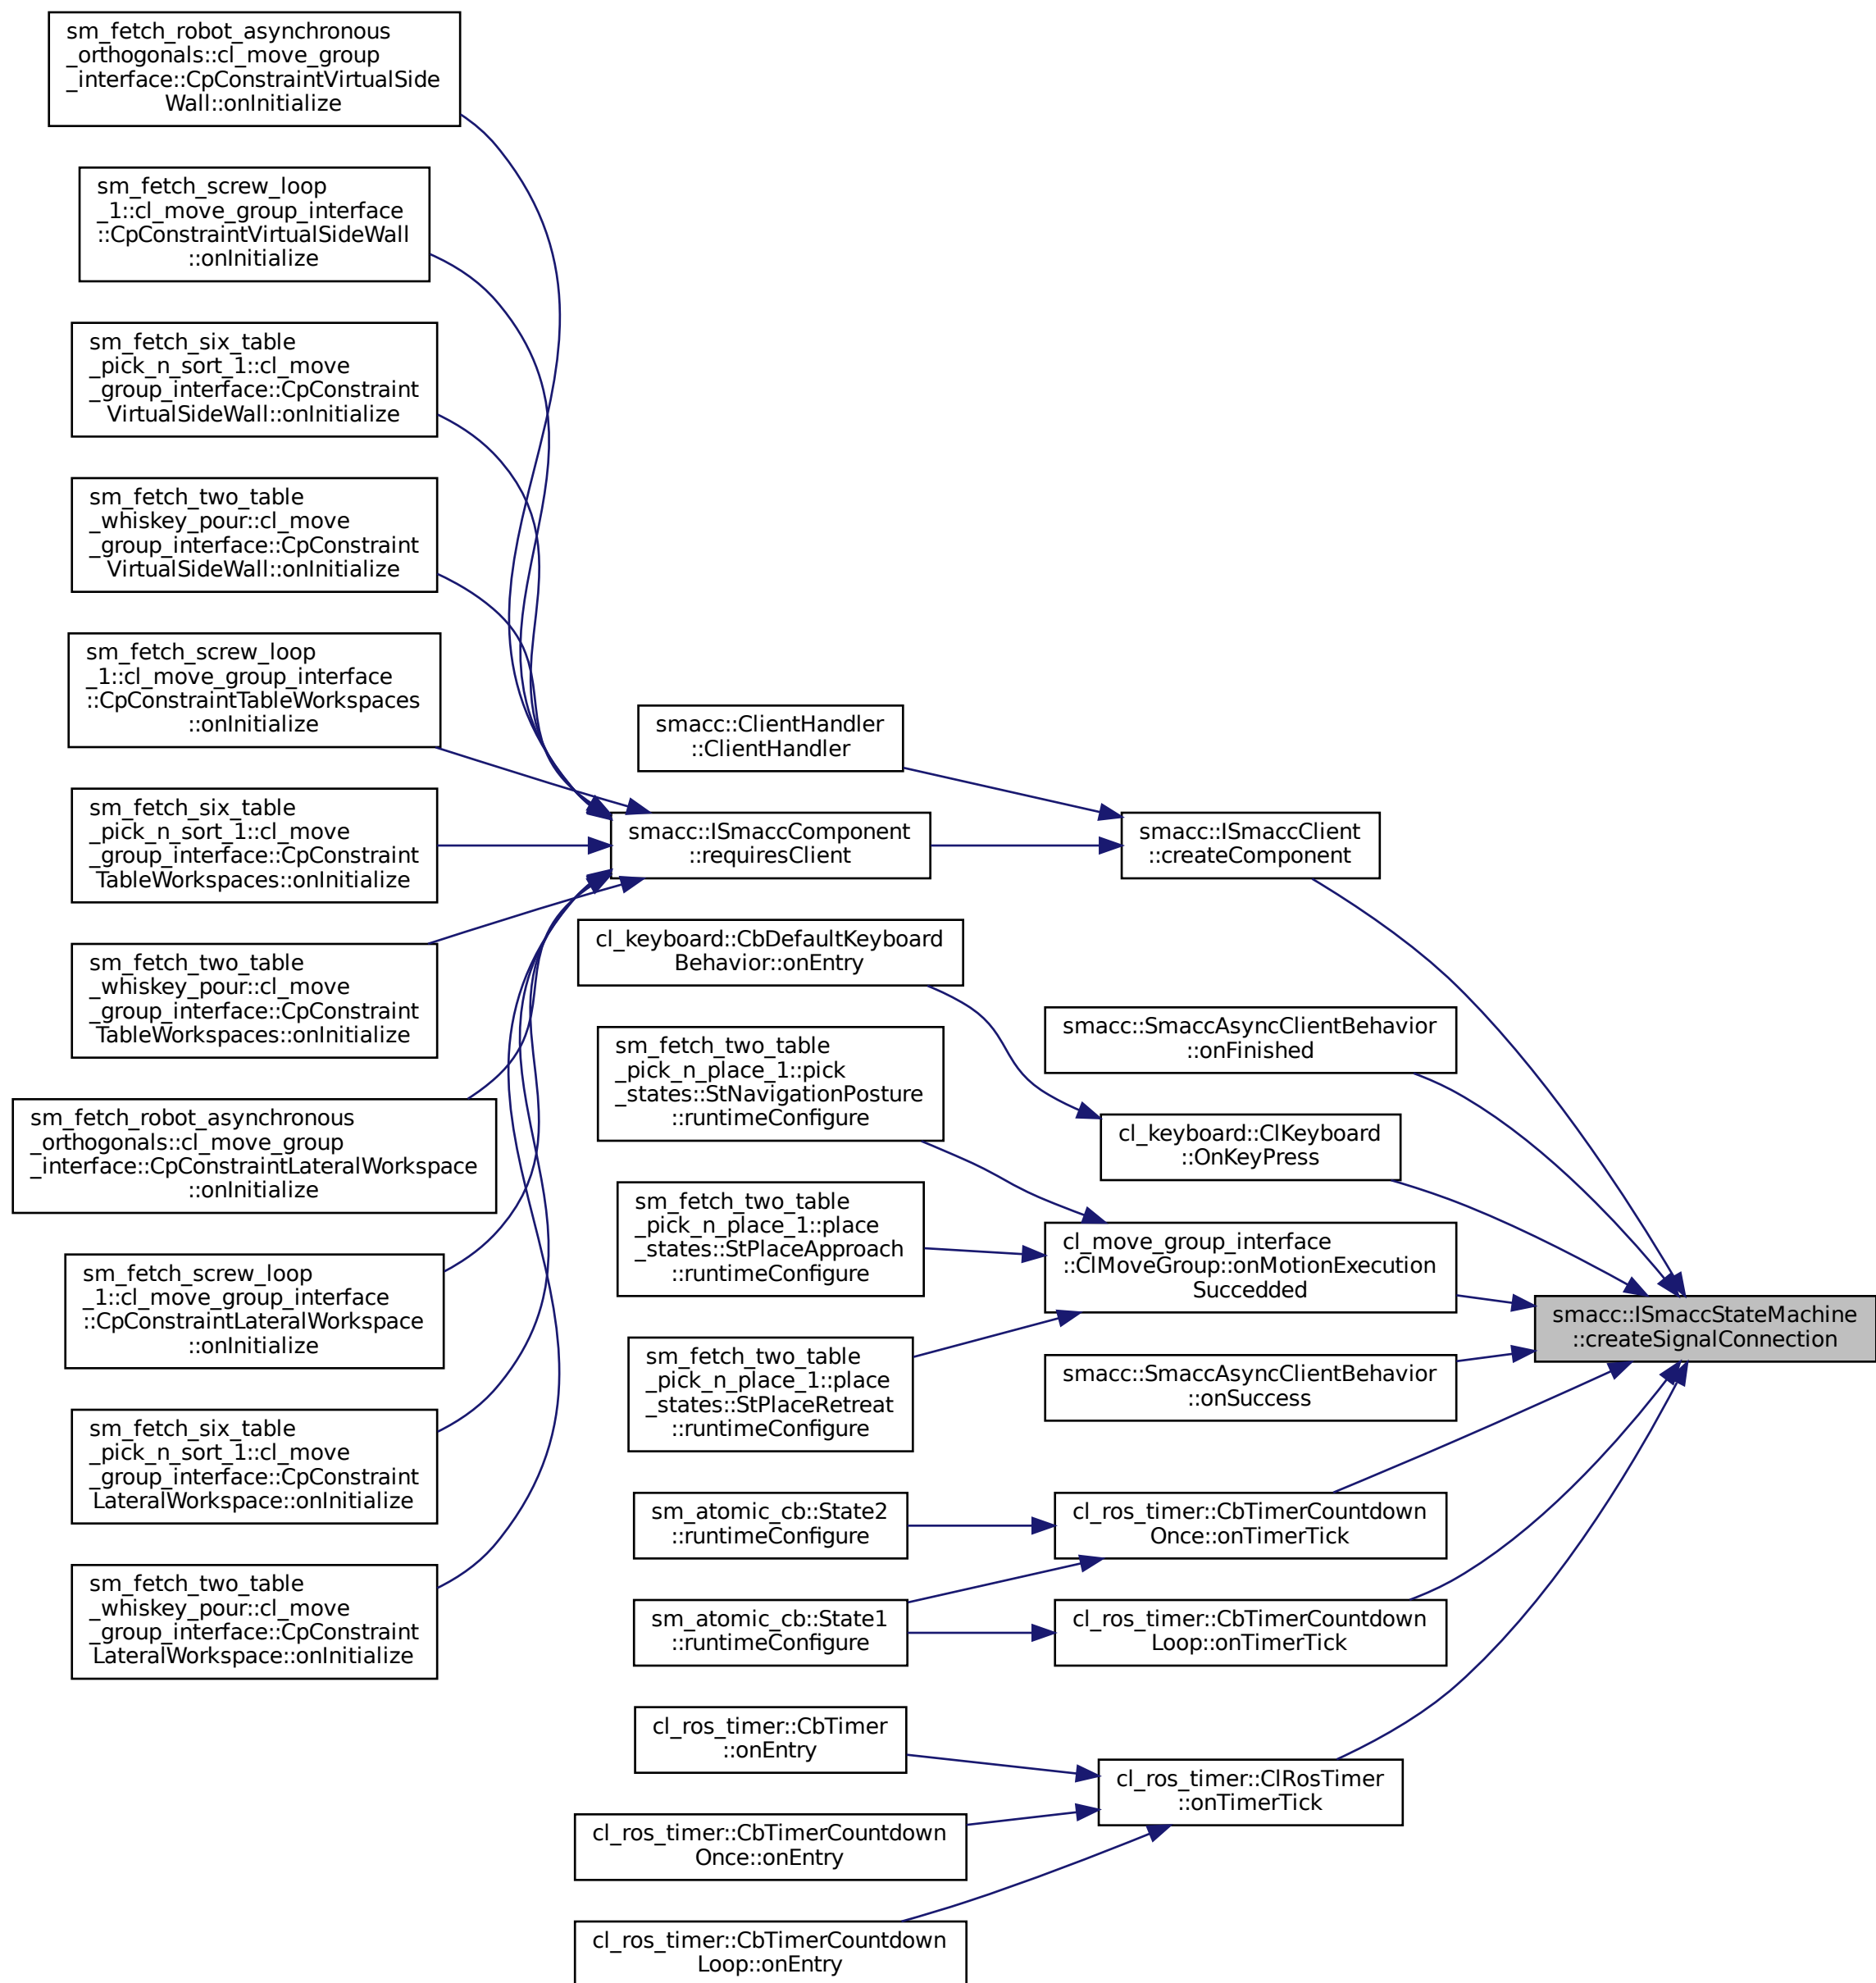 sm_fetch_robot_asynchronous
_orthogonals::cl_move_group
_interface::CpConstraintVirtualSide
Wall::onInitialize
sm_fetch_screw_loop
_1::cl_move_group_interface
::CpConstraintVirtualSideWall
::onInitialize
sm_fetch_six_table
_pick_n_sort_1::cl_move
_group_interface::CpConstraint
VirtualSideWall::onInitialize
sm_fetch_two_table
_whiskey_pour::cl_move
_group_interface::CpConstraint
VirtualSideWall::onInitialize
sm_fetch_screw_loop
_1::cl_move_group_interface
::CpConstraintTableWorkspaces
::onInitialize
sm_fetch_six_table
_pick_n_sort_1::cl_move
_group_interface::CpConstraint
TableWorkspaces::onInitialize
sm_fetch_two_table
_whiskey_pour::cl_move
_group_interface::CpConstraint
TableWorkspaces::onInitialize
sm_fetch_robot_asynchronous
_orthogonals::cl_move_group
_interface::CpConstraintLateralWorkspace
::onInitialize
sm_fetch_screw_loop
_1::cl_move_group_interface
::CpConstraintLateralWorkspace
::onInitialize
sm_fetch_six_table
_pick_n_sort_1::cl_move
_group_interface::CpConstraint
LateralWorkspace::onInitialize
sm_fetch_two_table
_whiskey_pour::cl_move
_group_interface::CpConstraint
LateralWorkspace::onInitialize
smacc::ClientHandler
::ClientHandler
smacc::ISmaccComponent
::requiresClient
cl_keyboard::CbDefaultKeyboard
Behavior::onEntry
sm_fetch_two_table
_pick_n_place_1::pick
_states::StNavigationPosture
::runtimeConfigure
sm_fetch_two_table
_pick_n_place_1::place
_states::StPlaceApproach
::runtimeConfigure
sm_fetch_two_table
_pick_n_place_1::place
_states::StPlaceRetreat
::runtimeConfigure
sm_atomic_cb::State2
::runtimeConfigure
sm_atomic_cb::State1
::runtimeConfigure
cl_ros_timer::CbTimer
::onEntry
cl_ros_timer::CbTimerCountdown
Once::onEntry
cl_ros_timer::CbTimerCountdown
Loop::onEntry
smacc::ISmaccClient
::createComponent
smacc::SmaccAsyncClientBehavior
::onFinished
cl_keyboard::ClKeyboard
::OnKeyPress
cl_move_group_interface
::ClMoveGroup::onMotionExecution
Succedded
smacc::SmaccAsyncClientBehavior
::onSuccess
cl_ros_timer::CbTimerCountdown
Once::onTimerTick
cl_ros_timer::CbTimerCountdown
Loop::onTimerTick
cl_ros_timer::ClRosTimer
::onTimerTick
smacc::ISmaccStateMachine
::createSignalConnection